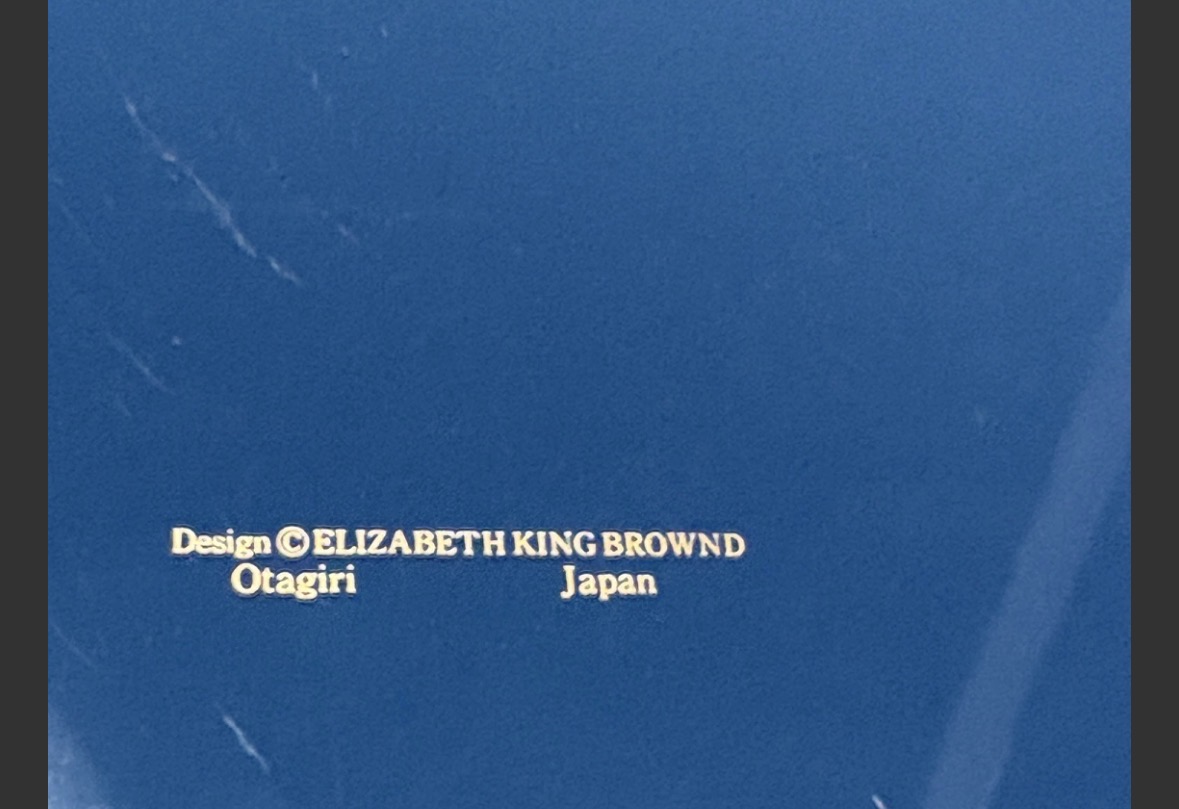 Design © ELIZABETH KING BROWND
Otagiri Japan